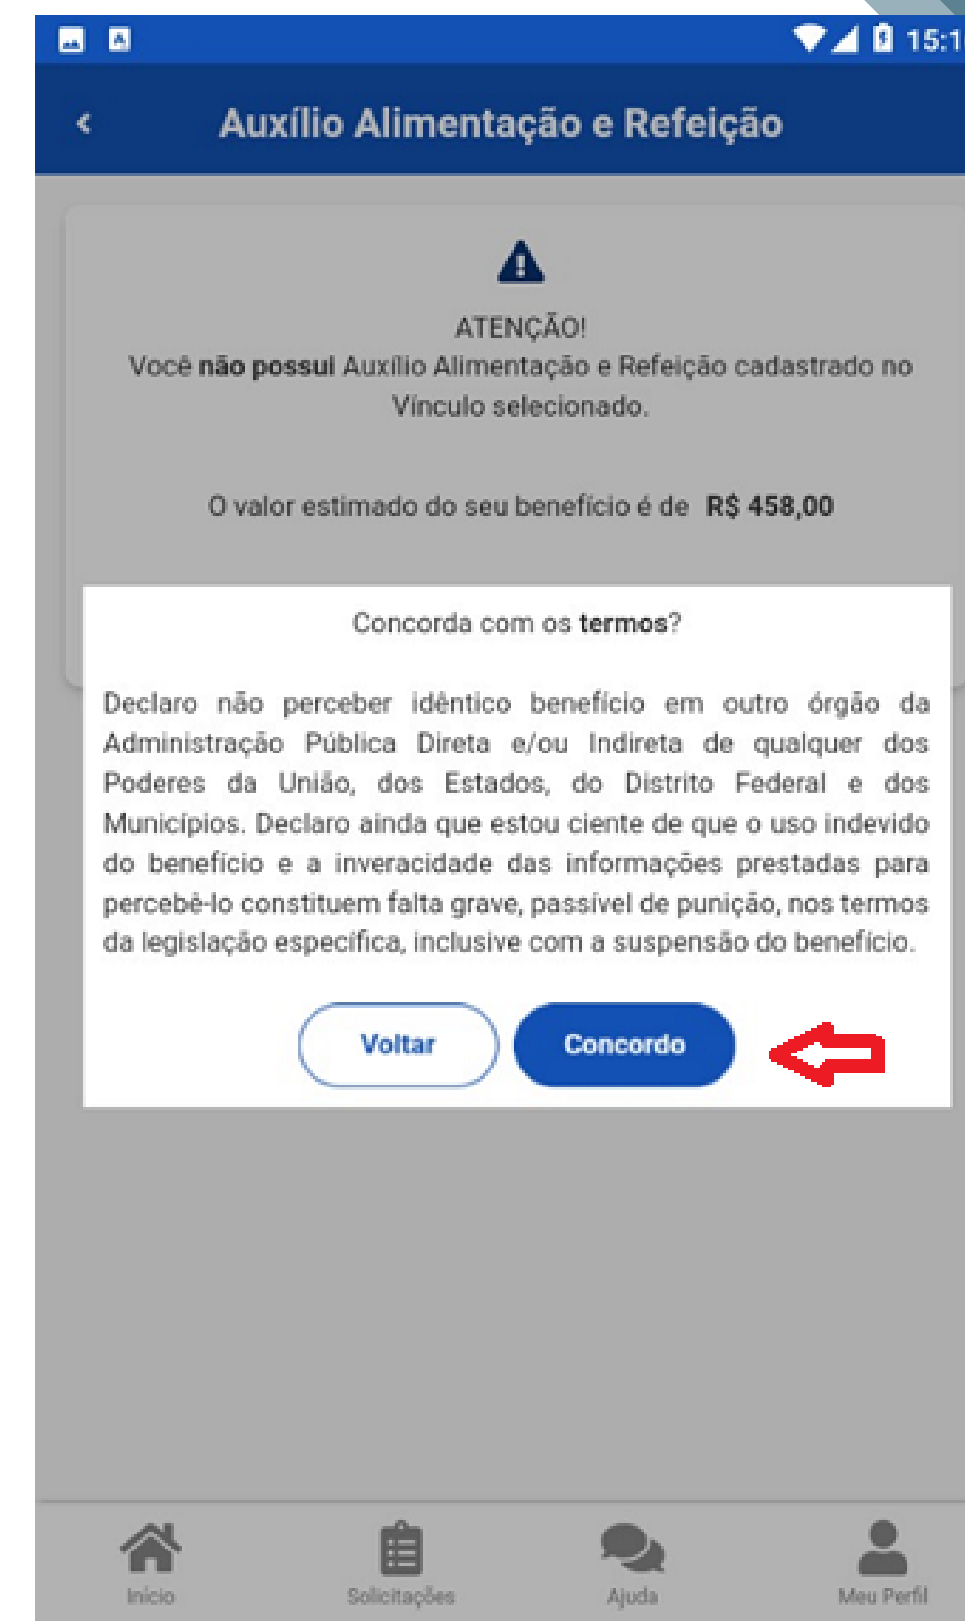 15:1
Auxílio Alimentação e Refeição
ATENÇÃO!
Você não possui Auxílio Alimentação e Refeição cadastrado no
Vínculo selecionado.
O valor estimado do seu benefício é de R$ 458,00
Concorda com os termos?
Declaro não perceber idêntico benefício em outro órgão da
Administração Pública Direta e/ou Indireta de qualquer dos
Poderes da União, dos Estados, do Distrito Federal e dos
Municípios. Declaro ainda que estou ciente de que o uso indevido
do benefício e a inveracidade das informações prestadas para
percebê-lo constituem falta grave, passível de punição, nos termos
da legislação específica, inclusive com a suspensão do benefício.
Voltar Concordo
Início Solicitações Ajuda Meu Perfil